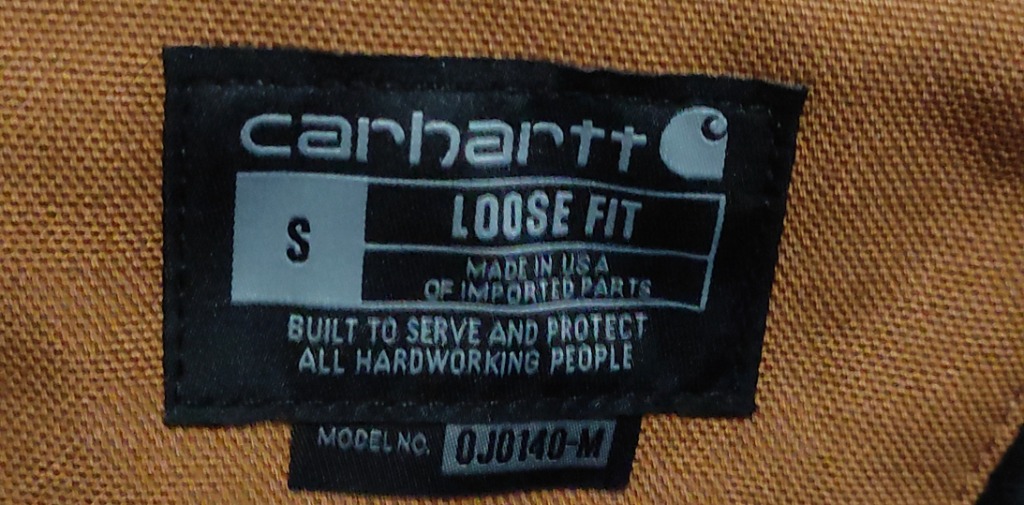 carhartt
S
LOOSE FIT
MADE IN USA
OF IMPORTED PARTS
BUILT TO SERVE AND PROTECT
ALL HARDWORKING PEOPLE
MODEL NO. 0J0140-M